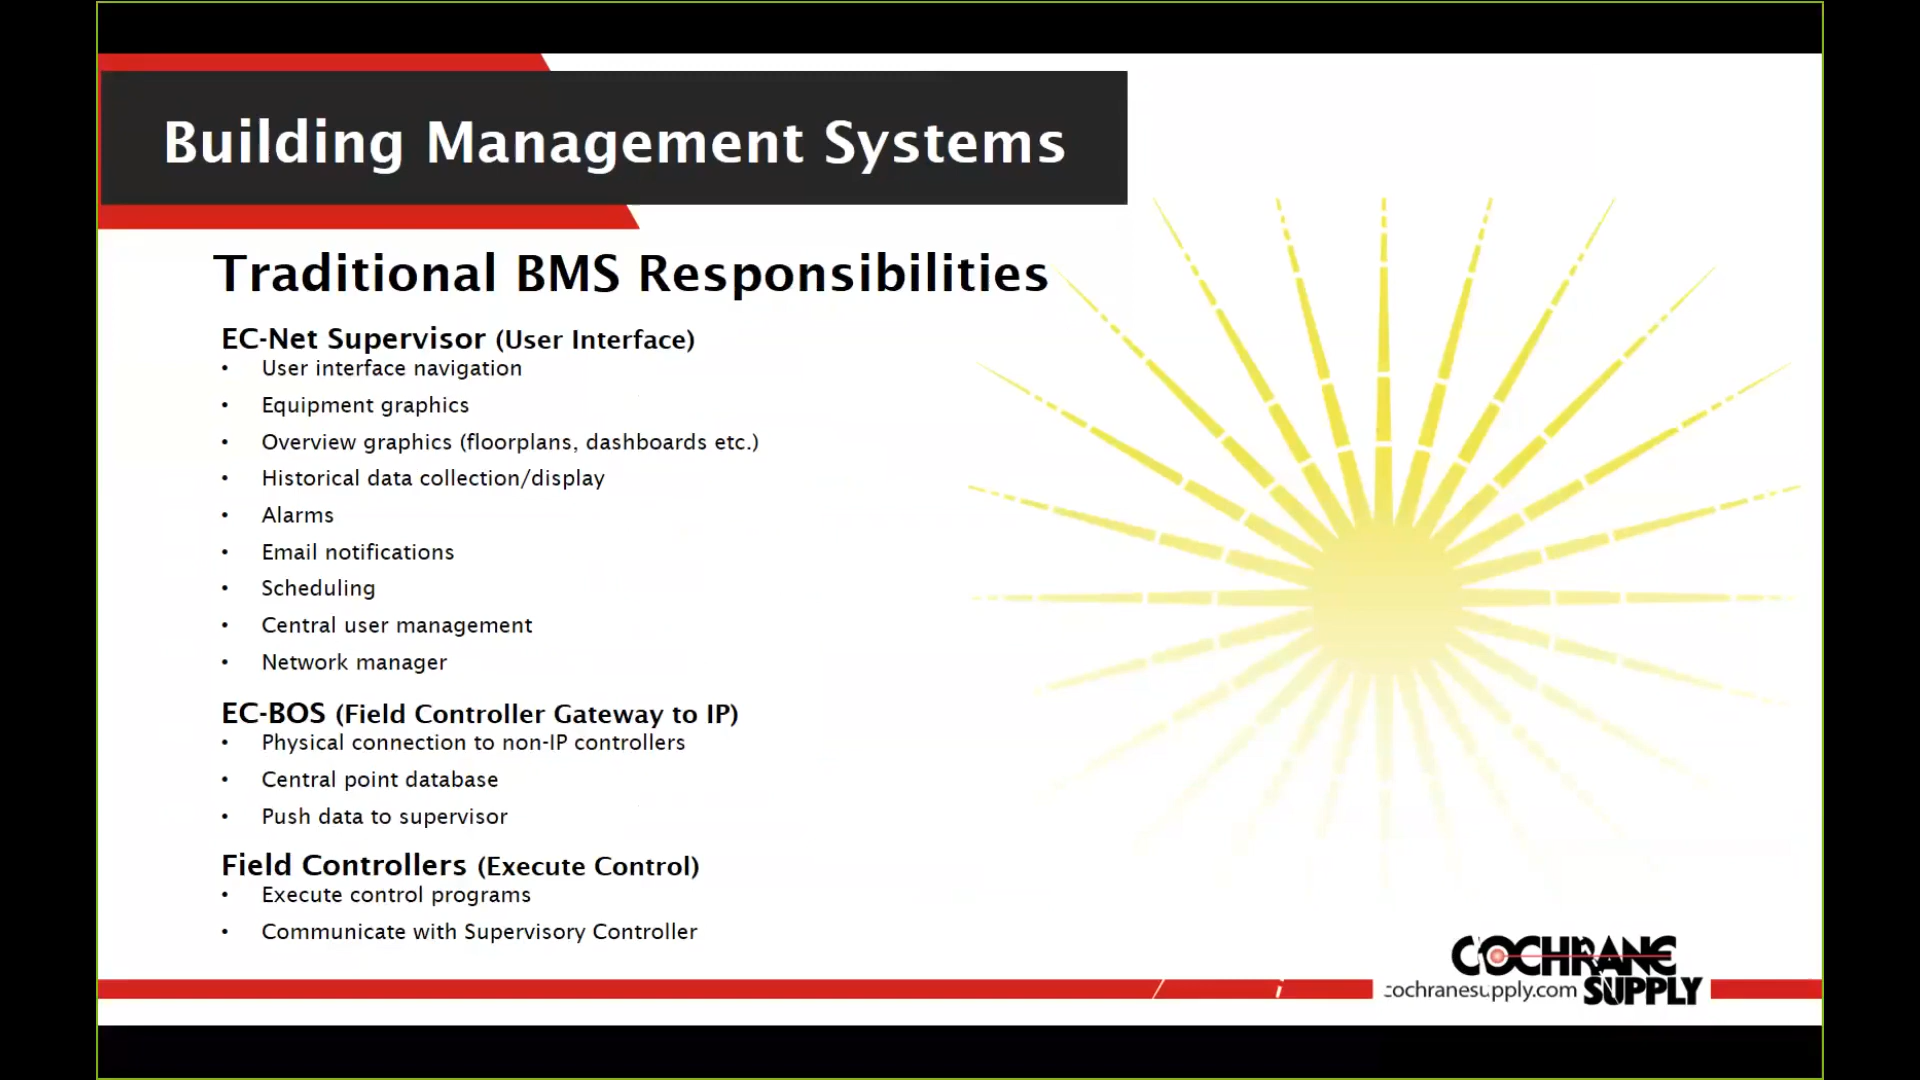 Building Management Systems
Traditional BMS Responsibilities
EC-Net Supervisor (User Interface)
• User interface navigation
• Equipment graphics
• Overview graphics (floorplans, dashboards etc.)
• Historical data collection/display
• Alarms
• Email notifications
• Scheduling
• Central user management
• Network manager
EC-BOS (Field Controller Gateway to IP)
• Physical connection to non-IP controllers
• Central point database
• Push data to supervisor
Field Controllers (Execute Control)
• Execute control programs
• Communicate with Supervisory Controller
COCHRANE
cochranesupply.com SUPPLY